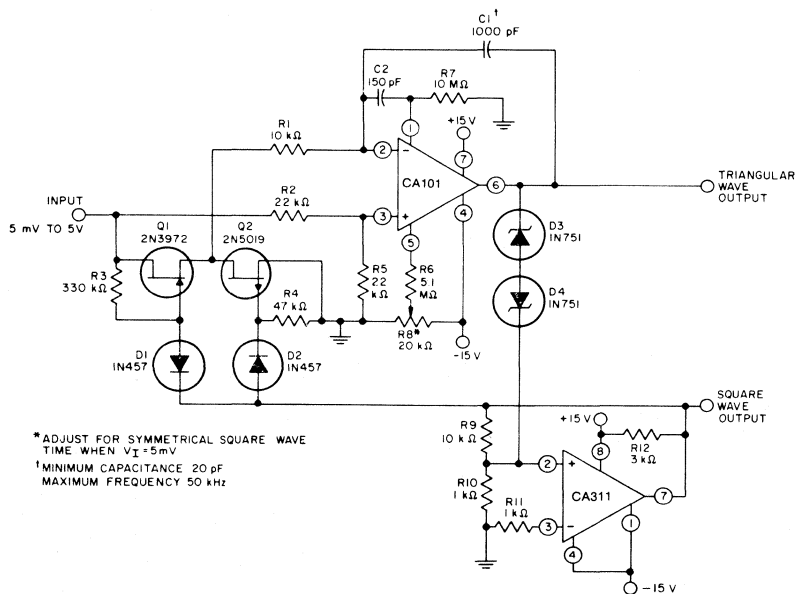 C1†
1000 pF
C2
150 pF
R7
10 MΩ
+15 V
R1
10 kΩ
1
2
−
7
CA101
6
TRIANGULAR
WAVE
OUTPUT
INPUT
5 mV TO 5V
R2
22 kΩ
3
+
4
5
Q1
2N3972
Q2
2N5019
D3
1N751
R3
330 kΩ
R4
47 kΩ
R5
22
kΩ
R6
5.1
MΩ
D4
1N751
R8*
20 kΩ
−15 V
D1
1N457
D2
1N457
SQUARE
WAVE
OUTPUT
*ADJUST FOR SYMMETRICAL SQUARE WAVE
TIME WHEN VI = 5mV
†MINIMUM CAPACITANCE 20 pF
MAXIMUM FREQUENCY 50 kHz
R9
10 kΩ
+15 V
R12
3 kΩ
8
2
+
R10
1 kΩ
R11
1 kΩ
CA311
7
3
−
1
4
−15 V